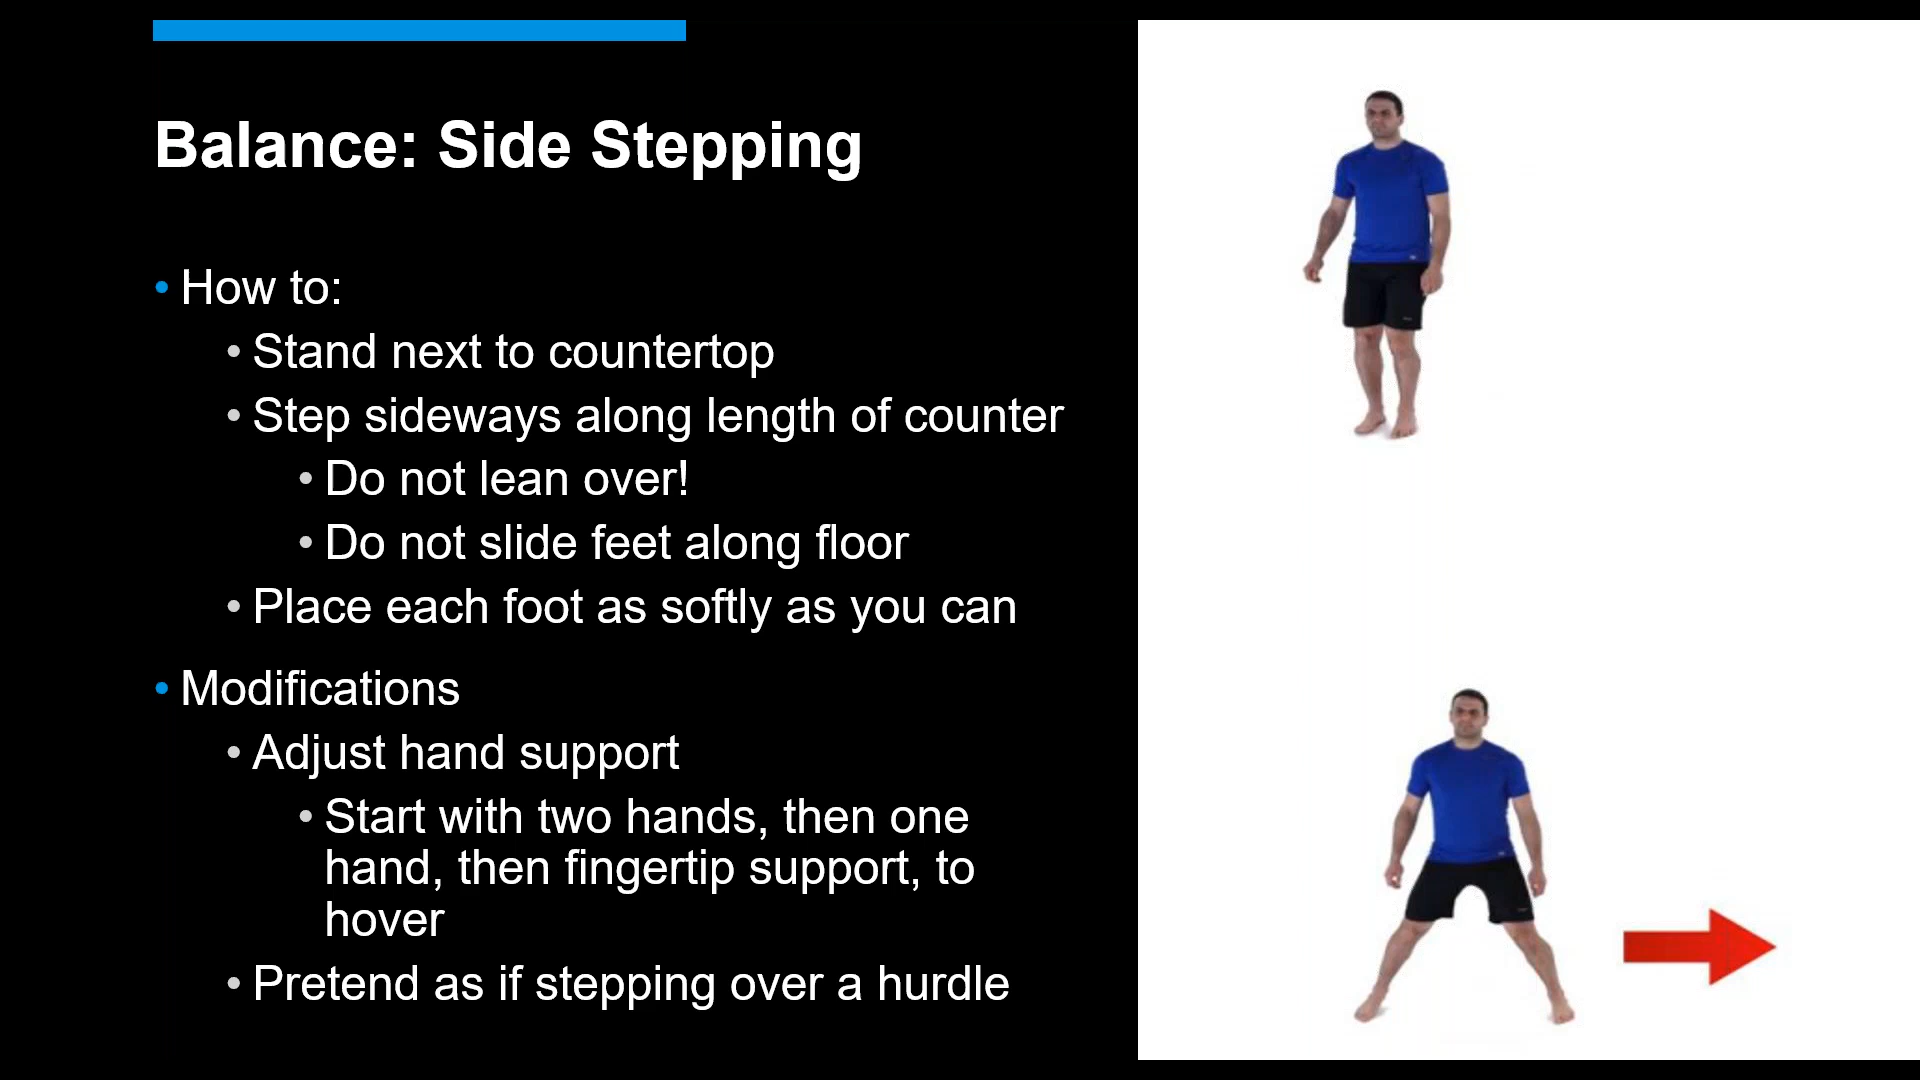 Balance: Side Stepping
• How to:
• Stand next to countertop
• Step sideways along length of counter
• Do not lean over!
• Do not slide feet along floor
• Place each foot as softly as you can
• Modifications
• Adjust hand support
• Start with two hands, then one
hand, then fingertip support, to
hover
• Pretend as if stepping over a hurdle